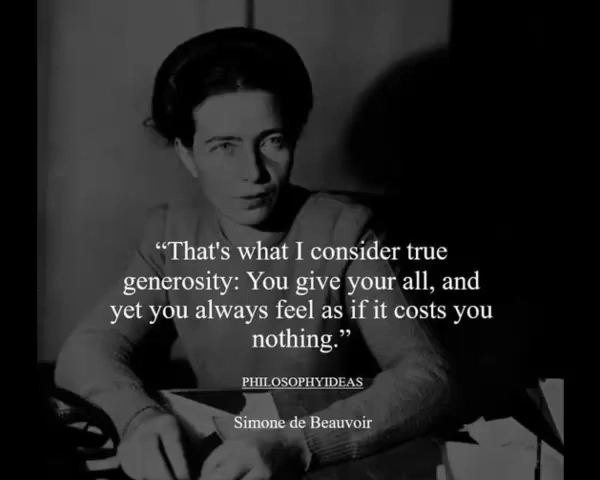 “That's what I consider true
generosity: You give your all, and
yet you always feel as if it costs you
nothing.”
PHILOSOPHYIDEAS
Simone de Beauvoir